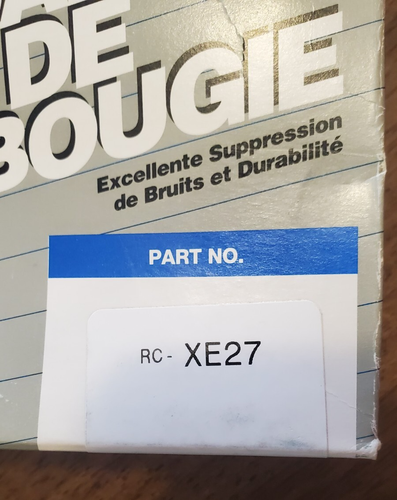 DE
BOUGIE
Excellente Suppression
de Bruits et Durabilité
PART NO.
RC- XE27